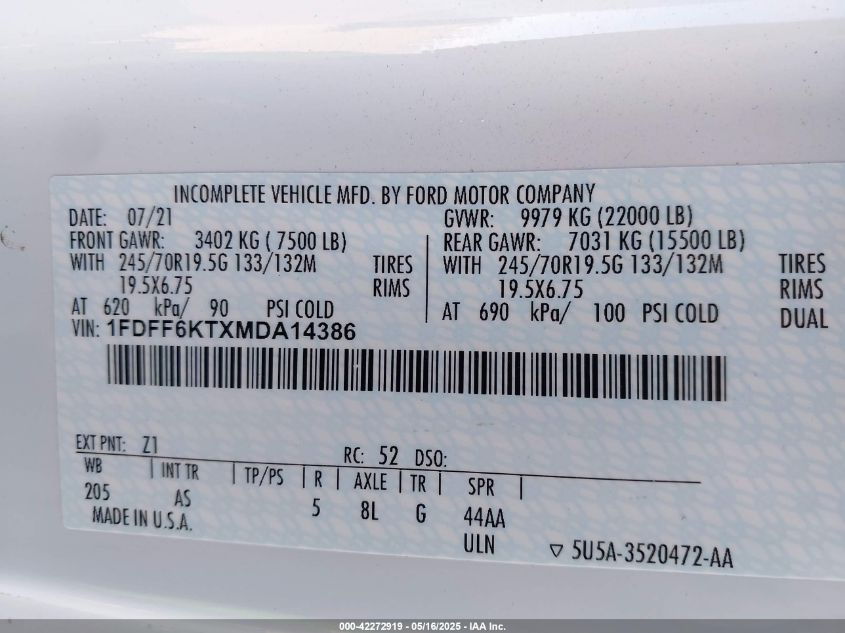 INCOMPLETE VEHICLE MFD. BY FORD MOTOR COMPANY
DATE: 07/21 GVWR: 9979 KG (22000 LB)
FRONT GAWR: 3402 KG ( 7500 LB) REAR GAWR: 7031 KG (15500 LB)
WITH 245/70R19.5G 133/132M TIRES WITH 245/70R19.5G 133/132M TIRES
19.5X6.75 RIMS 19.5X6.75 RIMS
AT 620 kPa/ 90 PSI COLD AT 690 kPa/ 100 PSI COLD DUAL
VIN: 1FDFF6KTXMDA14386
EXT PNT: Z1 RC: 52 DSO:
WB | INT TR | TP/PS | R | AXLE | TR | SPR |
205 AS 5 8L G 44AA
MADE IN U.S.A. ULN ▽ 5U5A-3520472-AA
000-42272919 - 05/16/2025 - IAA Inc.